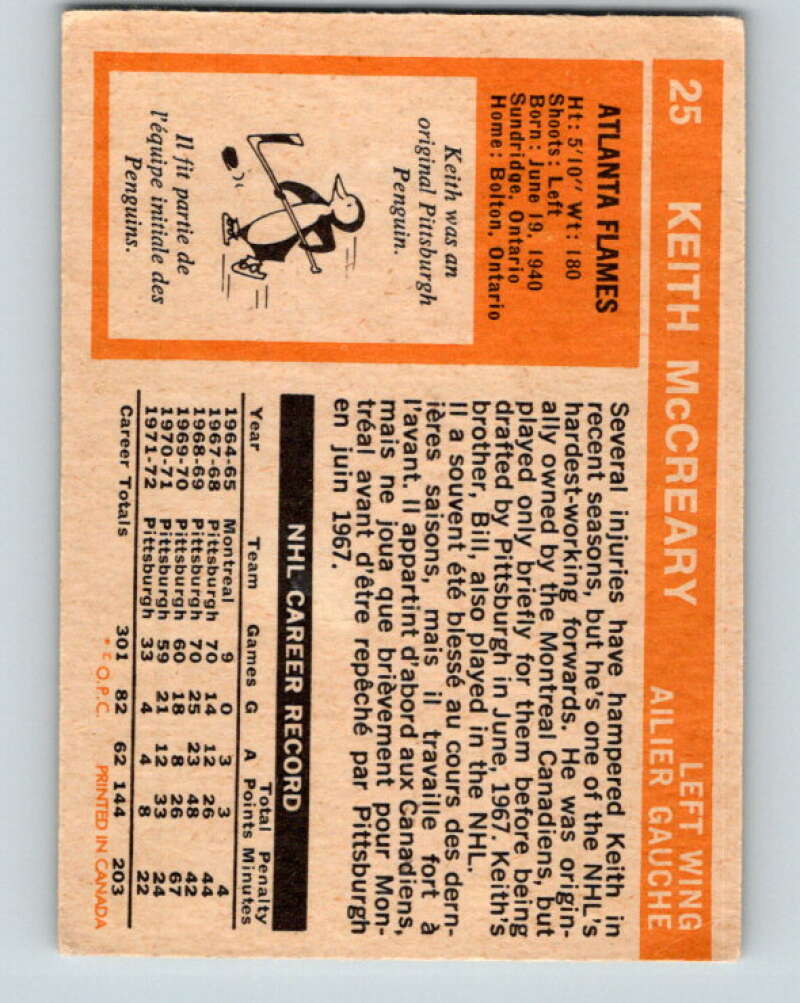 25 KEITH McCREARY LEFT WING
AILIER GAUCHE
ATLANTA FLAMES
Ht: 5'10" Wt: 180
Shoots: Left
Born: June 19, 1940
Sundridge, Ontario
Home: Bolton, Ontario
Keith was an
original Pittsburgh
Penguin.
Il fit partie de
l'équipe initiale des
Penguins.
Several injuries have hampered Keith in
recent seasons, but he's one of the NHL's
hardest-working forwards. He was origin-
ally owned by the Montreal Canadiens, but
played only briefly for them before being
drafted by Pittsburgh in June, 1967. Keith's
brother, Bill, also played in the NHL.
Il a souvent été blessé au cours des dern-
ières saisons, mais il travaille fort à
l'avant. Il appartint d'abord aux Canadiens,
mais ne joua que brièvement pour Mon-
tréal avant d'être repêché par Pittsburgh
en juin 1967.
NHL CAREER RECORD
Total Penalty
Year Team Games G A Points Minutes
1964-65 Montreal 9 0 3 3 4
1967-68 Pittsburgh 70 14 12 26 44
1968-69 Pittsburgh 70 25 23 48 42
1969-70 Pittsburgh 60 18 8 26 67
1970-71 Pittsburgh 59 21 12 33 24
1971-72 Pittsburgh 33 4 4 8 22
Career Totals 301 82 62 144 203
* © O.P.C. PRINTED IN CANADA